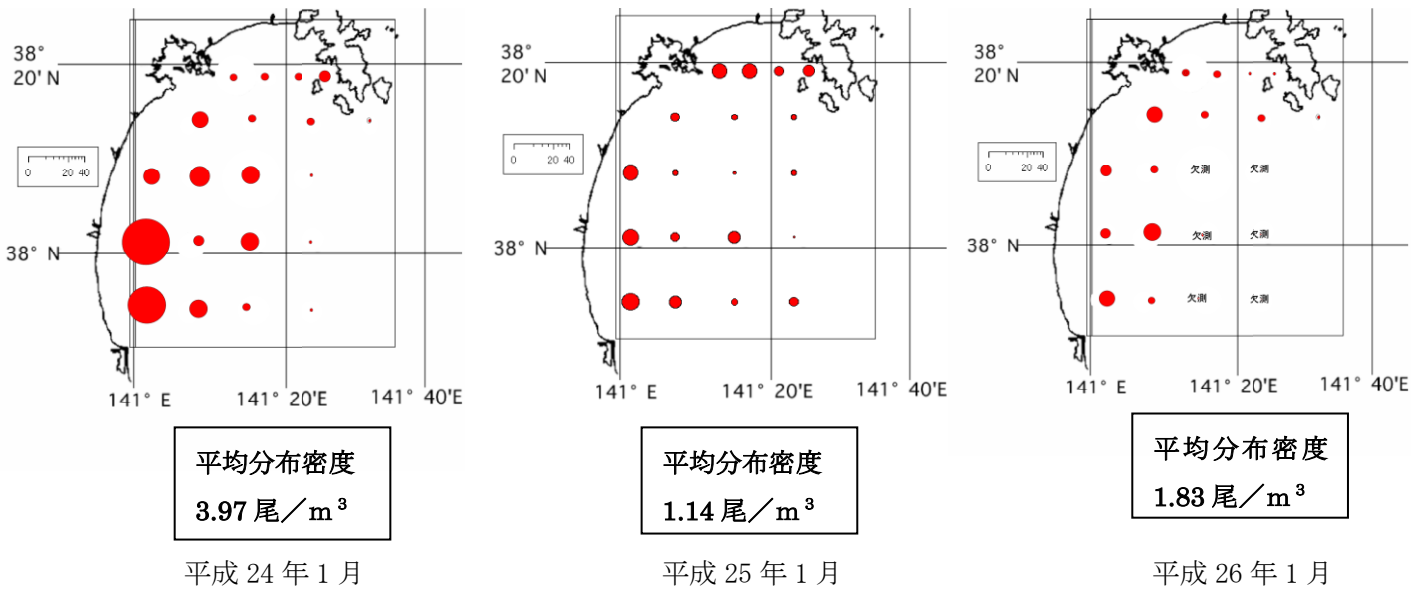 38°
20' N
0 20 40
38° N
141° E 141° 20'E 141° 40'E
平均分布密度
3.97 尾／m³
平成 24 年 1 月
38°
20' N
0 20 40
38° N
141° E 141° 20'E 141° 40'E
平均分布密度
1.14 尾／m³
平成 25 年 1 月
38°
20' N
0 20 40
欠測 欠測
38° N
欠測 欠測
欠測 欠測
141° E 141° 20'E 141° 40'E
平均分布密度
1.83 尾／m³
平成 26 年 1 月